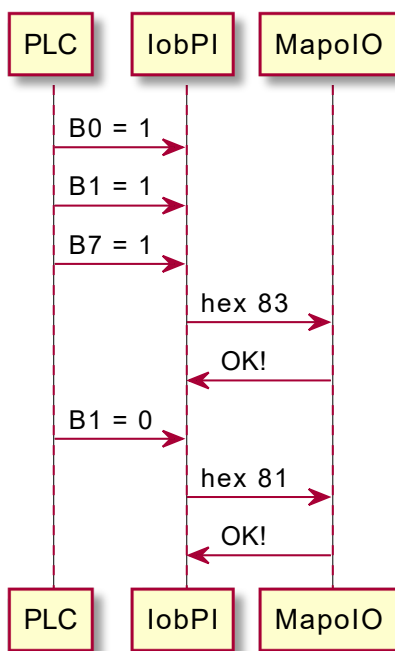 PLC IobPI MapoIO
B0 = 1
B1 = 1
B7 = 1
hex 83
OK!
B1 = 0
hex 81
OK!
PLC IobPI MapoIO